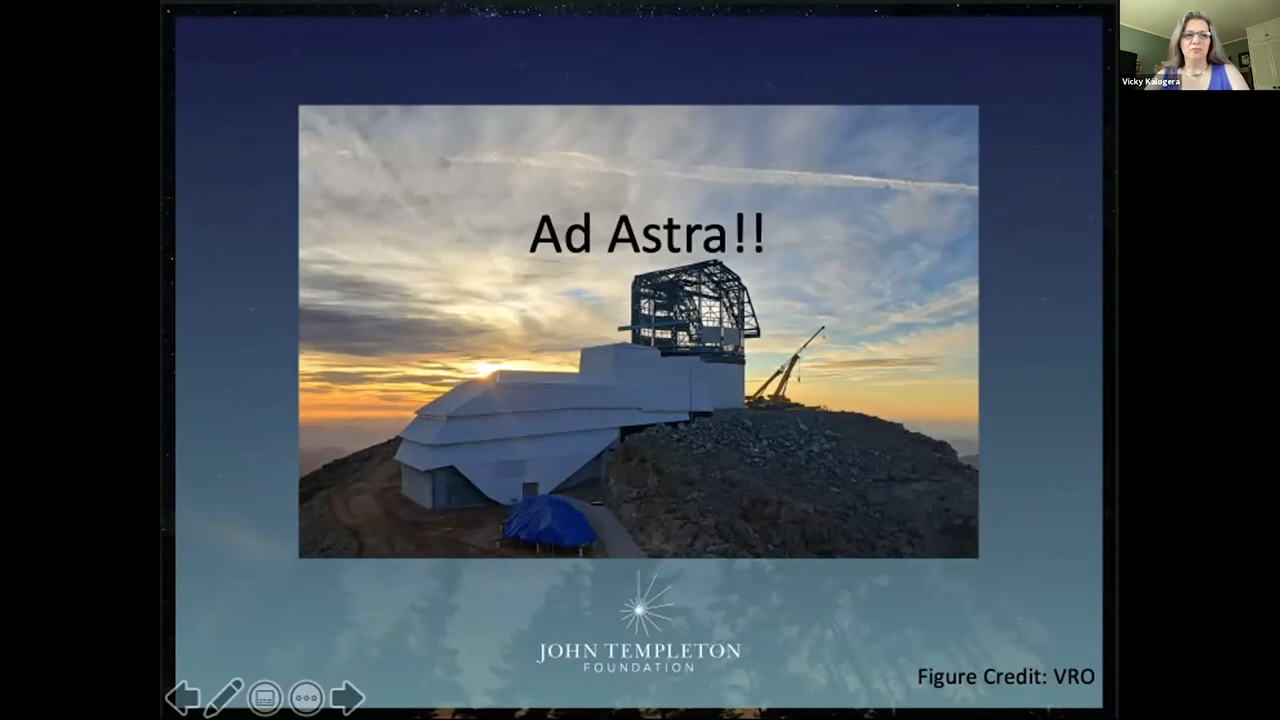 Vicky Kalogera
Ad Astra!!
JOHN TEMPLETON
FOUNDATION
Figure Credit: VRO